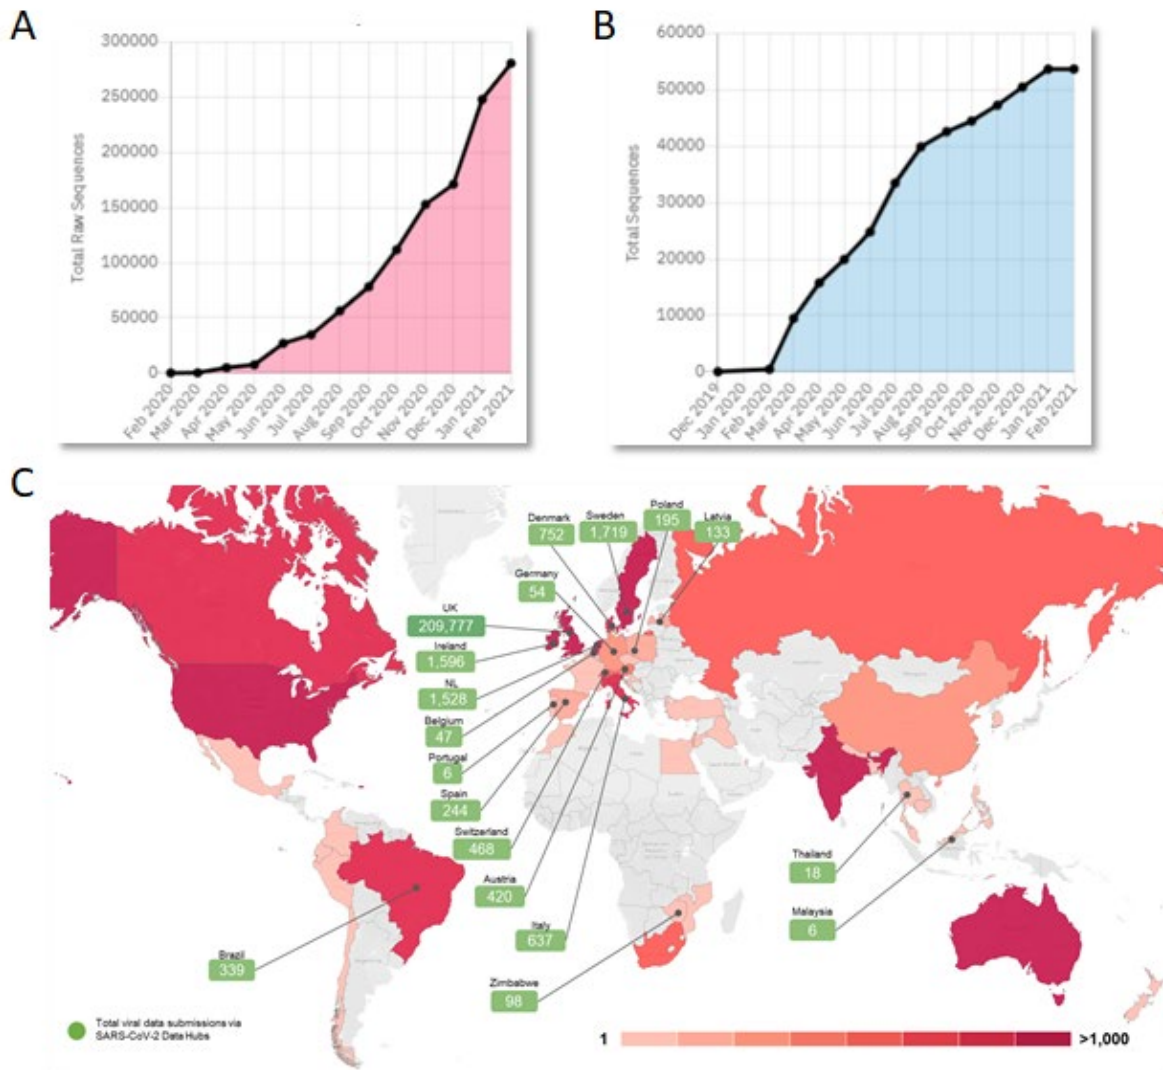 A
300000
250000
200000
150000
100000
50000
0
Total Raw Sequences
Feb 2020
Mar 2020
Apr 2020
May 2020
Jun 2020
Jul 2020
Aug 2020
Sep 2020
Oct 2020
Nov 2020
Dec 2020
Jan 2021
Feb 2021
B
60000
50000
40000
30000
20000
10000
0
Total Sequences
Dec 2019
Jan 2020
Feb 2020
Mar 2020
Apr 2020
May 2020
Jun 2020
Jul 2020
Aug 2020
Sep 2020
Oct 2020
Nov 2020
Dec 2020
Jan 2021
Feb 2021
C
Denmark
752
Sweden
1,719
Poland
195
Latvia
133
Germany
54
UK
209,777
Ireland
1,596
NL
1,528
Belgium
47
Portugal
6
Spain
244
Switzerland
468
Austria
420
Italy
637
Brazil
339
Zimbabwe
98
Thailand
18
Malaysia
6
Total viral data submissions via
SARS-CoV-2 Data Hubs
1
>1,000